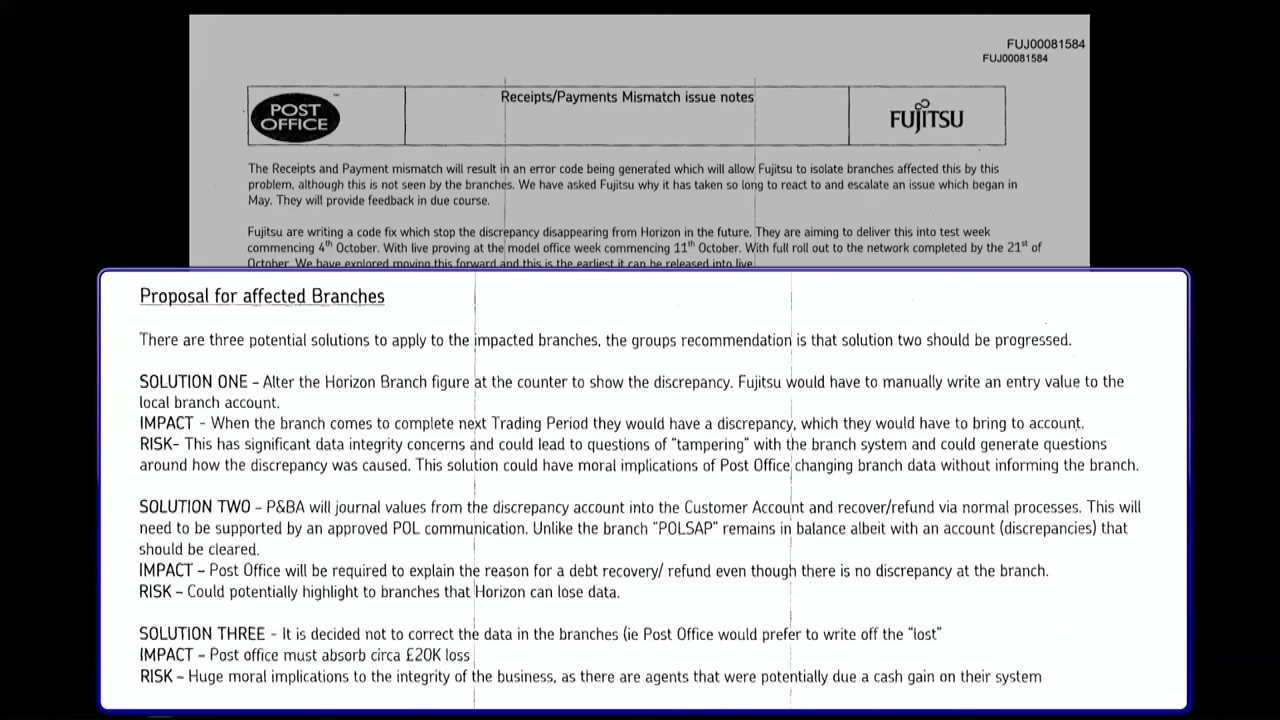 FUJ00081584
FUJ00081584
POST
OFFICE
Receipts/Payments Mismatch issue notes
FUJITSU
The Receipts and Payment mismatch will result in an error code being generated which will allow Fujitsu to isolate branches affected this by this
problem, although this is not seen by the branches. We have asked Fujitsu why it has taken so long to react to and escalate an issue which began in
May. They will provide feedback in due course.
Fujitsu are writing a code fix which stop the discrepancy disappearing from Horizon in the future. They are aiming to deliver this into test week
commencing 4th October. With live proving at the model office week commencing 11th October. With full roll out to the network completed by the 21st of
October. We have explored moving this forward and this is the earliest it can be released into live
Proposal for affected Branches
There are three potential solutions to apply to the impacted branches, the groups recommendation is that solution two should be progressed.
SOLUTION ONE – Alter the Horizon Branch figure at the counter to show the discrepancy. Fujitsu would have to manually write an entry value to the
local branch account.
IMPACT – When the branch comes to complete next Trading Period they would have a discrepancy, which they would have to bring to account.
RISK– This has significant data integrity concerns and could lead to questions of "tampering" with the branch system and could generate questions
around how the discrepancy was caused. This solution could have moral implications of Post Office changing branch data without informing the branch.
SOLUTION TWO – P&BA will journal values from the discrepancy account into the Customer Account and recover/refund via normal processes. This will
need to be supported by an approved POL communication. Unlike the branch "POLSAP" remains in balance albeit with an account (discrepancies) that
should be cleared.
IMPACT – Post Office will be required to explain the reason for a debt recovery/ refund even though there is no discrepancy at the branch.
RISK – Could potentially highlight to branches that Horizon can lose data.
SOLUTION THREE – It is decided not to correct the data in the branches (ie Post Office would prefer to write off the "lost"
IMPACT – Post office must absorb circa £20K loss
RISK – Huge moral implications to the integrity of the business, as there are agents that were potentially due a cash gain on their system